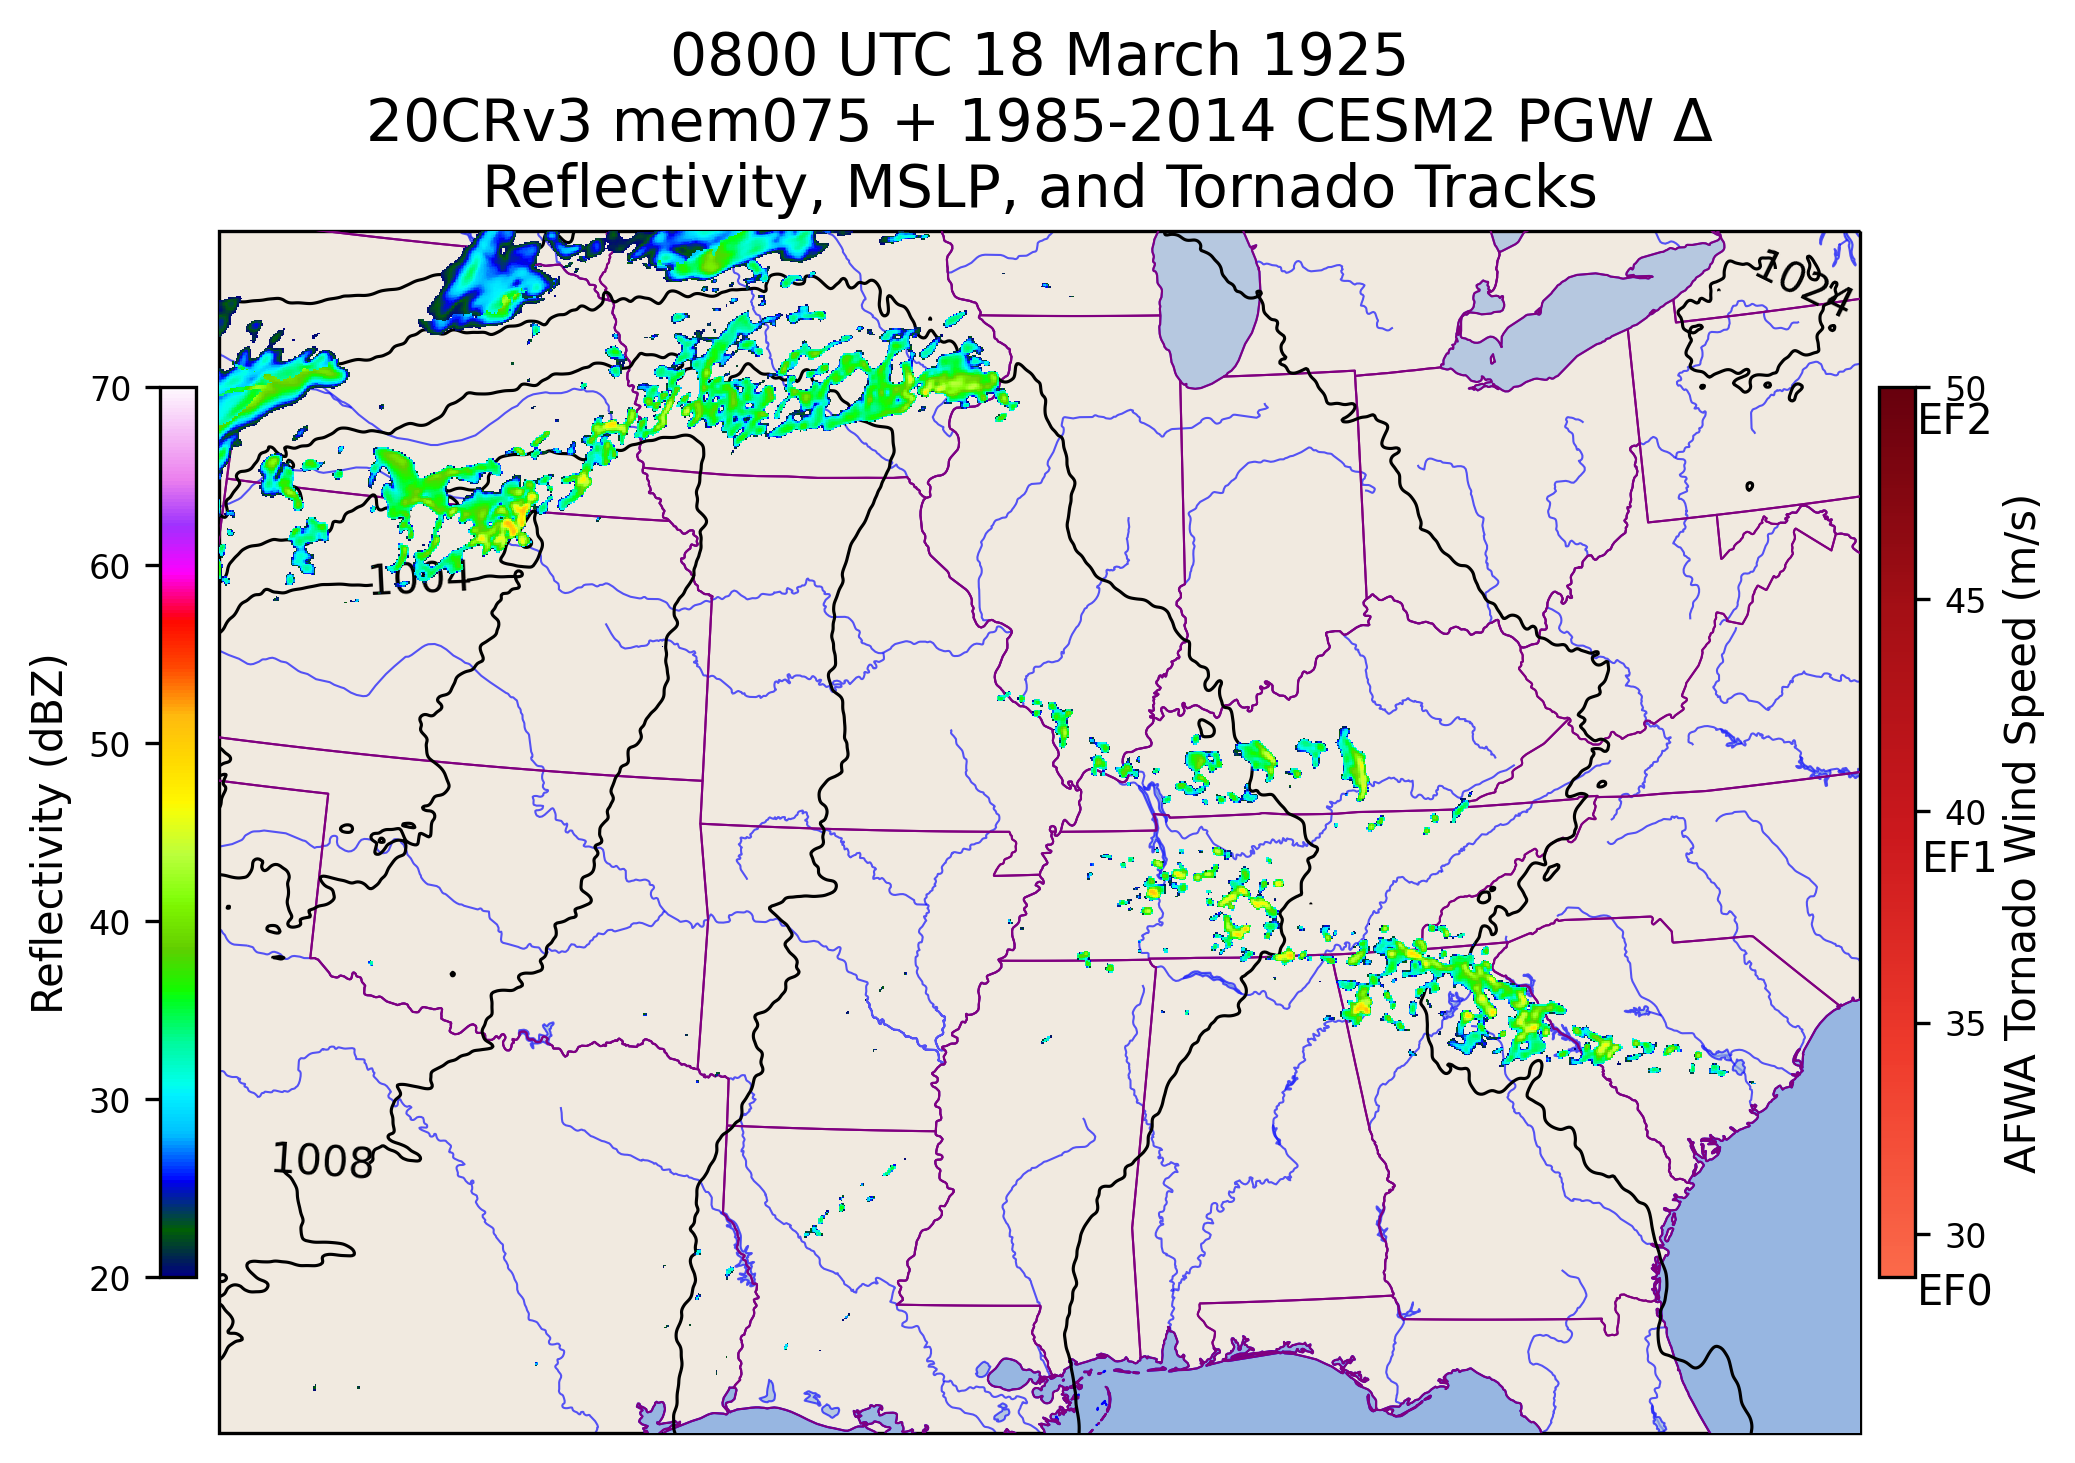 0800 UTC 18 March 1925
20CRv3 mem075 + 1985-2014 CESM2 PGW Δ
Reflectivity, MSLP, and Tornado Tracks
1024
1004
1008
70
60
50
40
30
20
Reflectivity (dBZ)
50
EF2
45
40
EF1
35
30
EF0
AFWA Tornado Wind Speed (m/s)